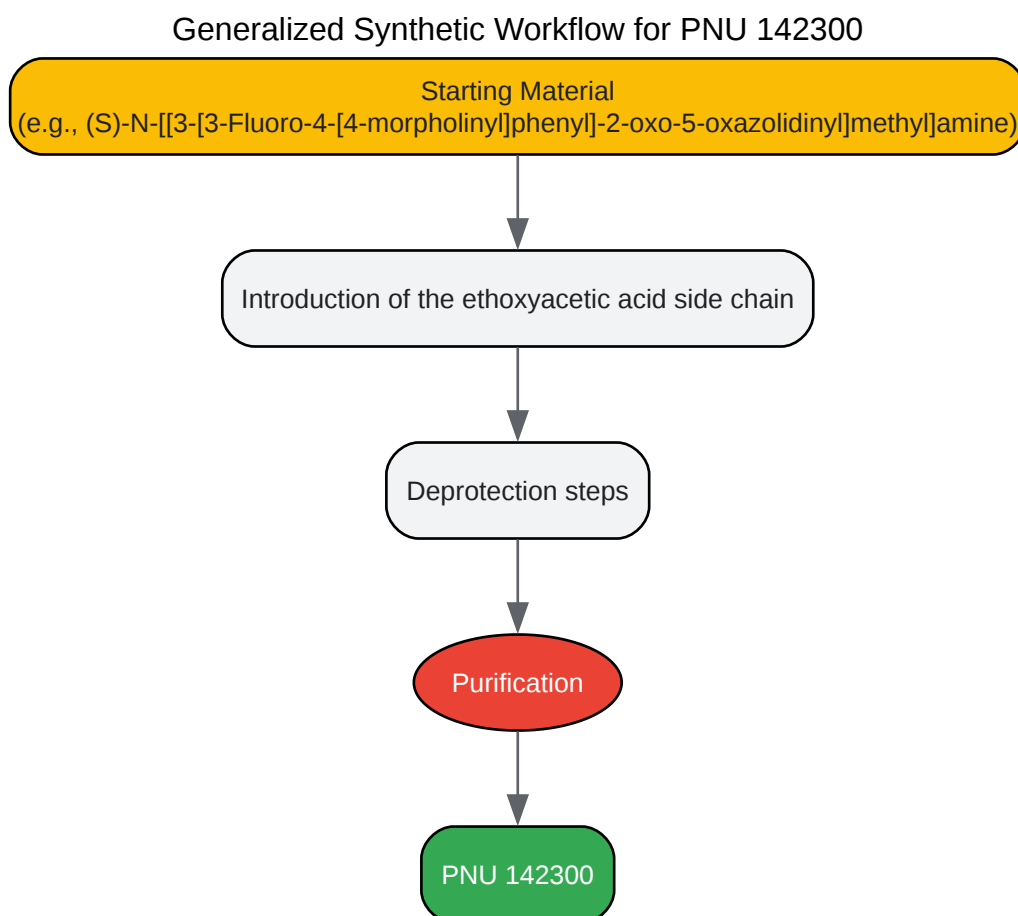 Generalized Synthetic Workflow for PNU 142300
Starting Material
(e.g., (S)-N-[[3-[3-Fluoro-4-[4-morpholinyl]phenyl]-2-oxo-5-oxazolidinyl]methyl]amine)
Introduction of the ethoxyacetic acid side chain
Deprotection steps
Purification
PNU 142300